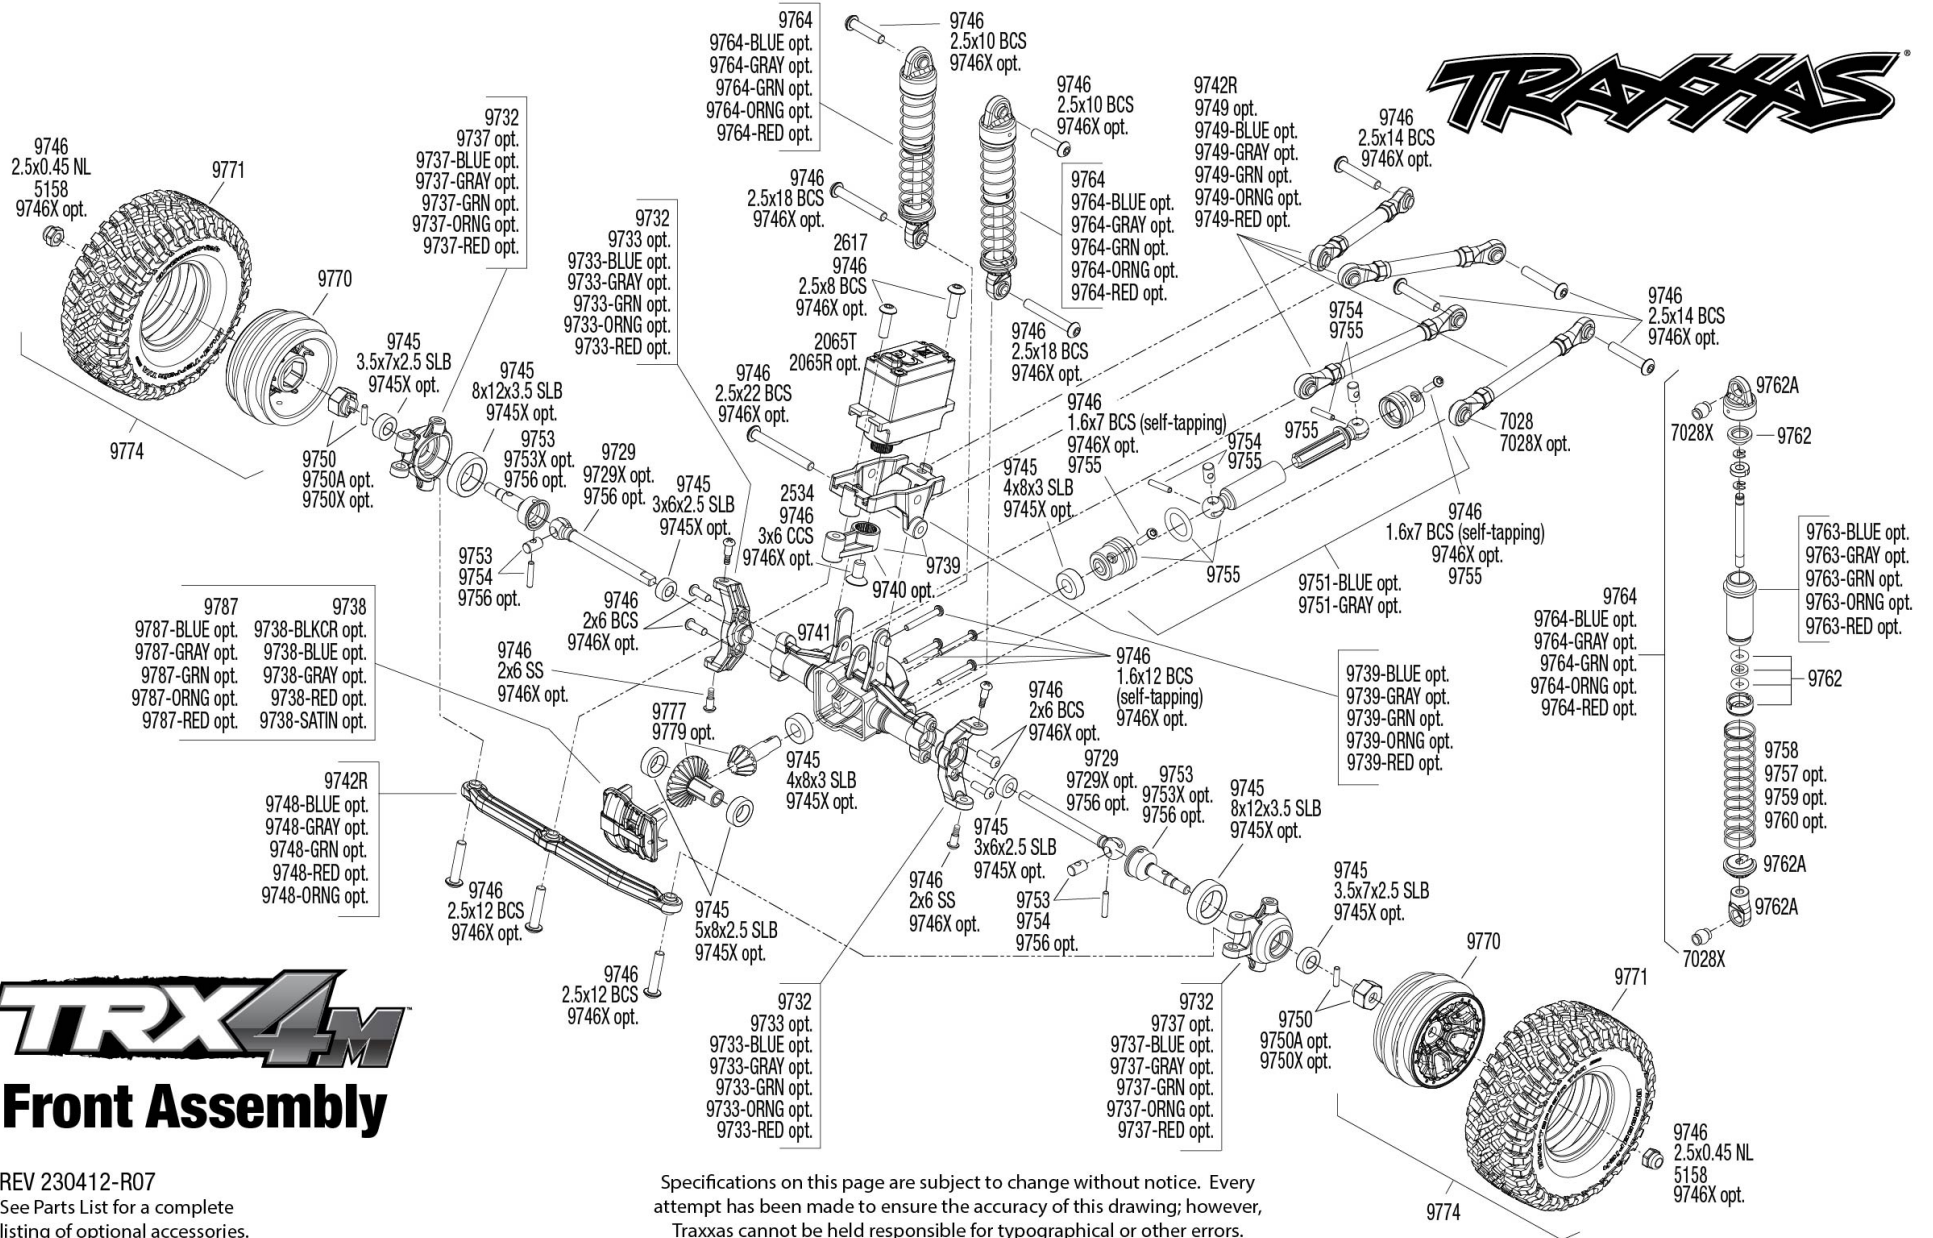 9764
9764-BLUE opt.
9764-GRAY opt.
9764-GRN opt.
9764-ORNG opt.
9764-RED opt.
9746
2.5x10 BCS
9746X opt.
9746
2.5x10 BCS
9746X opt.
9742R
9749 opt.
9749-BLUE opt.
9749-GRAY opt.
9749-GRN opt.
9749-ORNG opt.
9749-RED opt.
TRAXXAS®
9746
2.5x14 BCS
9746X opt.
9746
2.5x0.45 NL
5158
9746X opt.
9771
9732
9737 opt.
9737-BLUE opt.
9737-GRAY opt.
9737-GRN opt.
9737-ORNG opt.
9737-RED opt.
9732
9733 opt.
9733-BLUE opt.
9733-GRAY opt.
9733-GRN opt.
9733-ORNG opt.
9733-RED opt.
9746
2.5x18 BCS
9746X opt.
9764
9764-BLUE opt.
9764-GRAY opt.
9764-GRN opt.
9764-ORNG opt.
9764-RED opt.
2617
9746
2.5x8 BCS
9746X opt.
2065T
2065R opt.
9746
2.5x18 BCS
9746X opt.
9754
9755
9746
2.5x14 BCS
9746X opt.
9770
9745
3.5x7x2.5 SLB
9745X opt.
9745
8x12x3.5 SLB
9745X opt.
9746
2.5x22 BCS
9746X opt.
9746
1.6x7 BCS (self-tapping)
9746X opt.
9755
9754
9755
9755
7028
7028X opt.
9762A
7028X
9762
9774
9750
9750A opt.
9750X opt.
9753
9753X opt.
9756 opt.
9729
9729X opt.
9756 opt.
9745
3x6x2.5 SLB
9745X opt.
2534
9746
3x6 CCS
9746X opt.
9745
4x8x3 SLB
9745X opt.
9739
9740 opt.
9755
9746
1.6x7 BCS (self-tapping)
9746X opt.
9755
9751-BLUE opt.
9751-GRAY opt.
9763-BLUE opt.
9763-GRAY opt.
9763-GRN opt.
9763-ORNG opt.
9763-RED opt.
9753
9754
9756 opt.
9746
2x6 BCS
9746X opt.
9741
9764
9764-BLUE opt.
9764-GRAY opt.
9764-GRN opt.
9764-ORNG opt.
9764-RED opt.
9787
9787-BLUE opt.
9787-GRAY opt.
9787-GRN opt.
9787-ORNG opt.
9787-RED opt.
9738
9738-BLKCR opt.
9738-BLUE opt.
9738-GRAY opt.
9738-RED opt.
9738-SATIN opt.
9746
2x6 SS
9746X opt.
9746
1.6x12 BCS
(self-tapping)
9746X opt.
9739-BLUE opt.
9739-GRAY opt.
9739-GRN opt.
9739-ORNG opt.
9739-RED opt.
9762
9777
9779 opt.
9745
4x8x3 SLB
9745X opt.
9746
2x6 BCS
9746X opt.
9729
9729X opt.
9756 opt.
9753
9753X opt.
9756 opt.
9745
8x12x3.5 SLB
9745X opt.
9758
9757 opt.
9759 opt.
9760 opt.
9742R
9748-BLUE opt.
9748-GRAY opt.
9748-GRN opt.
9748-RED opt.
9748-ORNG opt.
9746
2.5x12 BCS
9746X opt.
9745
5x8x2.5 SLB
9745X opt.
9746
2x6 SS
9746X opt.
9745
3x6x2.5 SLB
9745X opt.
9753
9754
9756 opt.
9745
3.5x7x2.5 SLB
9745X opt.
9762A
9762A
7028X
9746
2.5x12 BCS
9746X opt.
9732
9733 opt.
9733-BLUE opt.
9733-GRAY opt.
9733-GRN opt.
9733-ORNG opt.
9733-RED opt.
9732
9737 opt.
9737-BLUE opt.
9737-GRAY opt.
9737-GRN opt.
9737-ORNG opt.
9737-RED opt.
9750
9750A opt.
9750X opt.
9770
9771
9774
9746
2.5x0.45 NL
5158
9746X opt.
TRX4M™
Front Assembly
REV 230412-R07
See Parts List for a complete
listing of optional accessories.
Specifications on this page are subject to change without notice. Every
attempt has been made to ensure the accuracy of this drawing; however,
Traxxas cannot be held responsible for typographical or other errors.